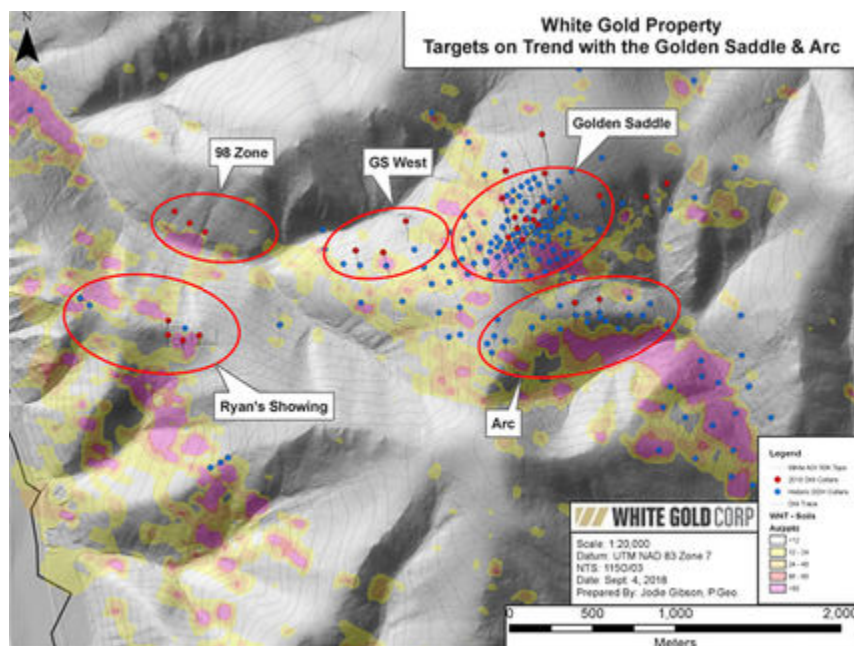 White Gold Property
Targets on Trend with the Golden Saddle & Arc
N
98 Zone
GS West
Golden Saddle
Ryan's Showing
Arc
Legend
2018 Drill Collars
Historic DDH Collars
Drill Trace
WHT - Soils
Au ppb
WHITE GOLD CORP
Scale: 1:20,000
Datum: UTM NAD 83 Zone 7
NTS: 115O/03
Date: Sept. 4, 2018
Prepared By: Jodie Gibson, P.Geo.
0 500 1,000 2,000
Meters